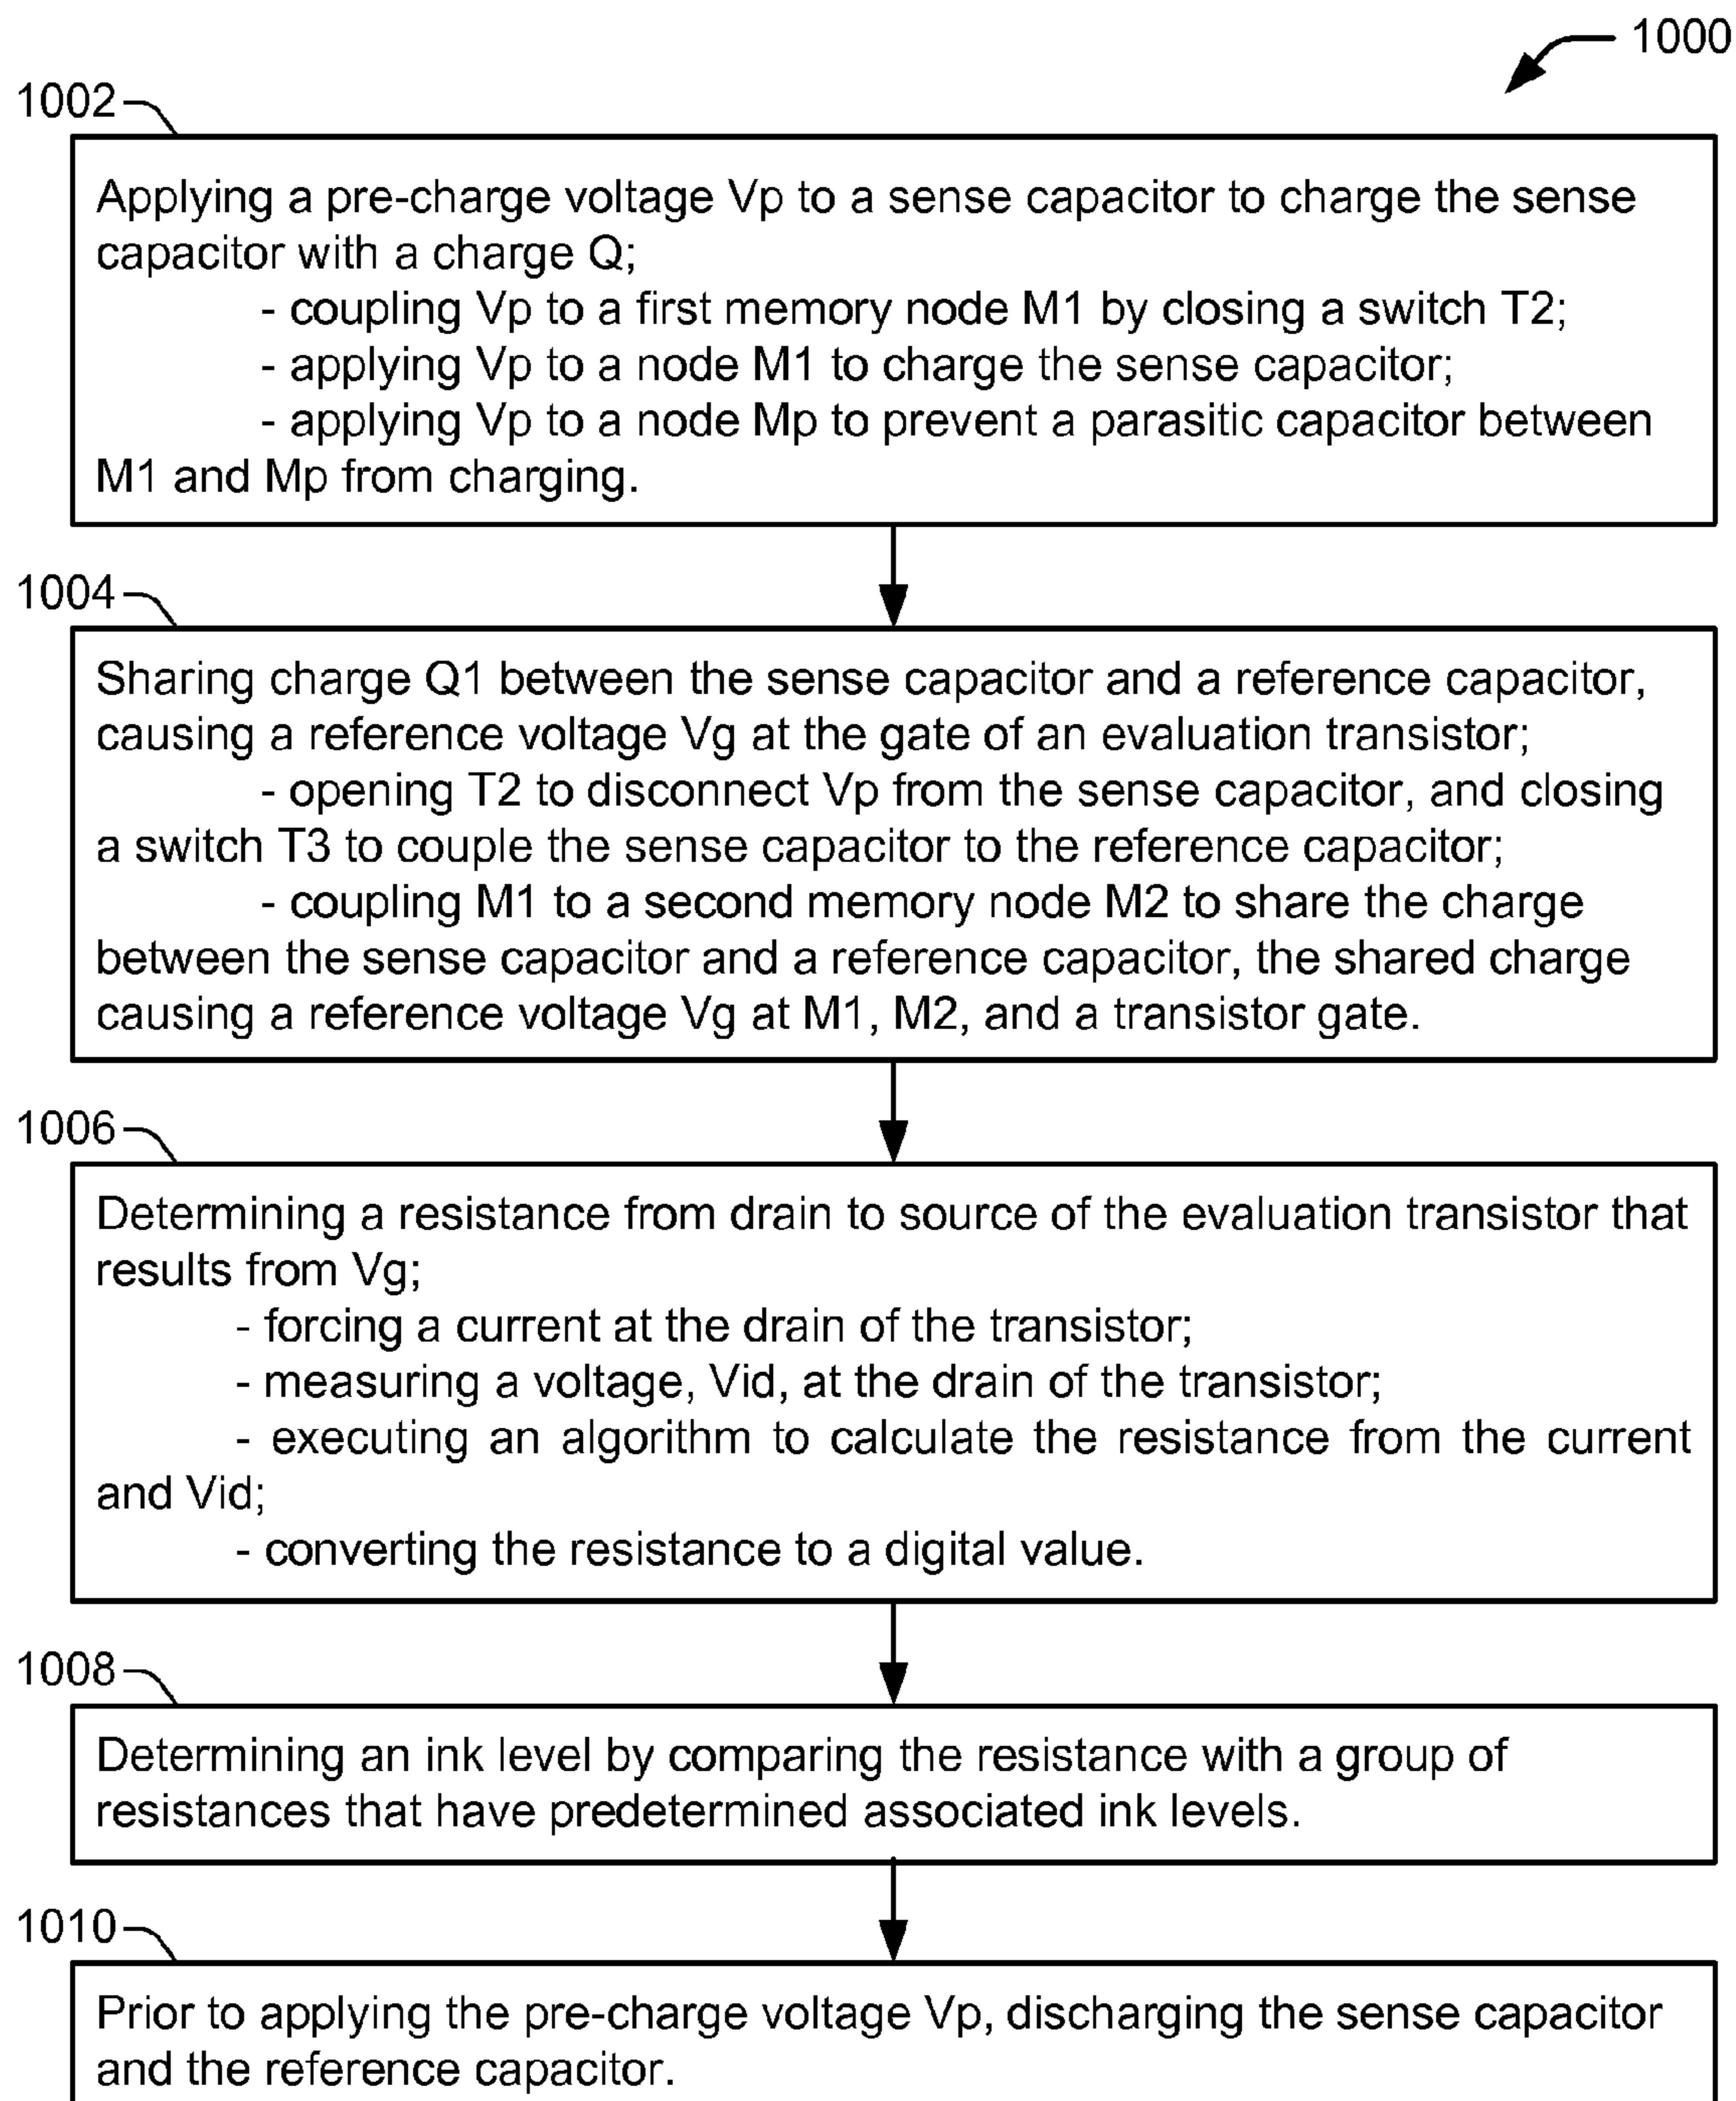 1000
1002
Applying a pre-charge voltage Vp to a sense capacitor to charge the sense
capacitor with a charge Q;
- coupling Vp to a first memory node M1 by closing a switch T2;
- applying Vp to a node M1 to charge the sense capacitor;
- applying Vp to a node Mp to prevent a parasitic capacitor between
M1 and Mp from charging.
1004
Sharing charge Q1 between the sense capacitor and a reference capacitor,
causing a reference voltage Vg at the gate of an evaluation transistor;
- opening T2 to disconnect Vp from the sense capacitor, and closing
a switch T3 to couple the sense capacitor to the reference capacitor;
- coupling M1 to a second memory node M2 to share the charge
between the sense capacitor and a reference capacitor, the shared charge
causing a reference voltage Vg at M1, M2, and a transistor gate.
1006
Determining a resistance from drain to source of the evaluation transistor that
results from Vg;
- forcing a current at the drain of the transistor;
- measuring a voltage, Vid, at the drain of the transistor;
- executing an algorithm to calculate the resistance from the current
and Vid;
- converting the resistance to a digital value.
1008
Determining an ink level by comparing the resistance with a group of
resistances that have predetermined associated ink levels.
1010
Prior to applying the pre-charge voltage Vp, discharging the sense capacitor
and the reference capacitor.